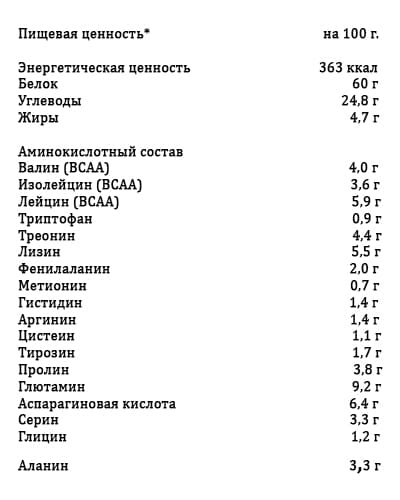 Пищевая ценность* на 100 г.
Энергетическая ценность 363 ккал
Белок 60 г
Углеводы 24,8 г
Жиры 4,7 г
Аминокислотный состав
Валин (BCAA) 4,0 г
Изолейцин (BCAA) 3,6 г
Лейцин (BCAA) 5,9 г
Триптофан 0,9 г
Треонин 4,4 г
Лизин 5,5 г
Фенилаланин 2,0 г
Метионин 0,7 г
Гистидин 1,4 г
Аргинин 1,4 г
Цистеин 1,1 г
Тирозин 1,7 г
Пролин 3,8 г
Глютамин 9,2 г
Аспарагиновая кислота 6,4 г
Серин 3,3 г
Глицин 1,2 г
Аланин 3,3 г